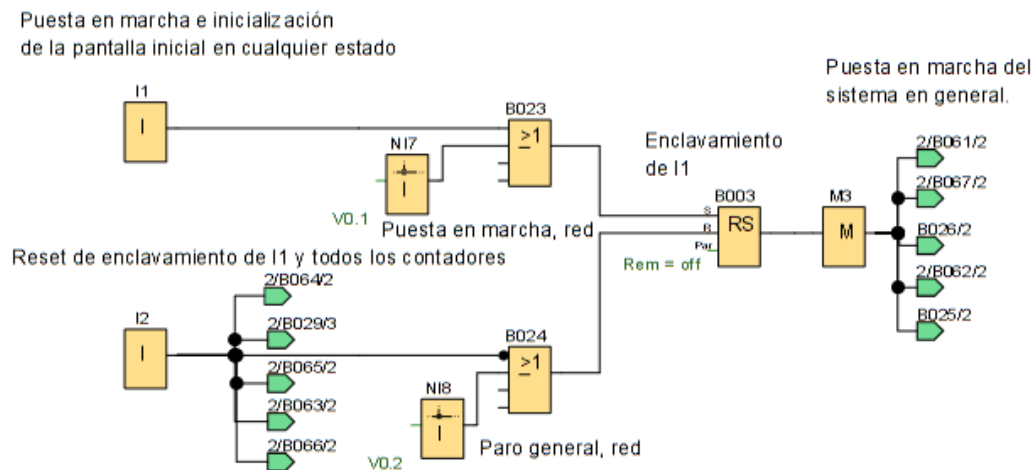 Puesta en marcha e inicialización
de la pantalla inicial en cualquier estado
I1
I
B023
≥1
NI7
I
V0.1
Puesta en marcha, red
Enclavamiento
de I1
B003
S
R
Par
RS
Rem = off
M3
M
Puesta en marcha del
sistema en general.
2/B061/2
2/B067/2
B026/2
2/B062/2
B025/2
Reset de enclavamiento de I1 y todos los contadores
I2
I
2/B064/2
2/B029/3
2/B065/2
2/B063/2
2/B066/2
B024
≥1
NI8
I
V0.2
Paro general, red